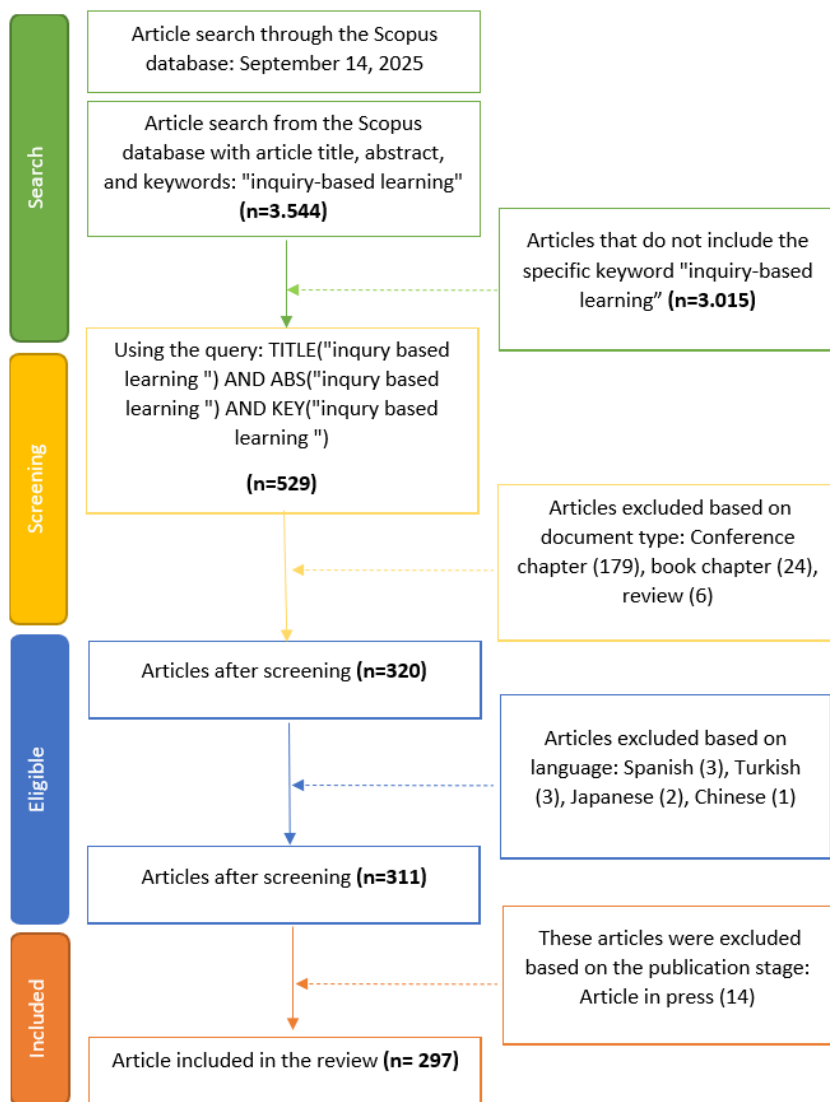 Search
Article search through the Scopus
database: September 14, 2025
Article search from the Scopus
database with article title, abstract,
and keywords: "inquiry-based learning"
(n=3.544)
Articles that do not include the
specific keyword "inquiry-based
learning” (n=3.015)
Screening
Using the query: TITLE("inqury based
learning ") AND ABS("inqury based
learning ") AND KEY("inqury based
learning ")
(n=529)
Articles excluded based on
document type: Conference
chapter (179), book chapter (24),
review (6)
Eligible
Articles after screening (n=320)
Articles excluded based on
language: Spanish (3), Turkish
(3), Japanese (2), Chinese (1)
Articles after screening (n=311)
Included
These articles were excluded
based on the publication stage:
Article in press (14)
Article included in the review (n= 297)